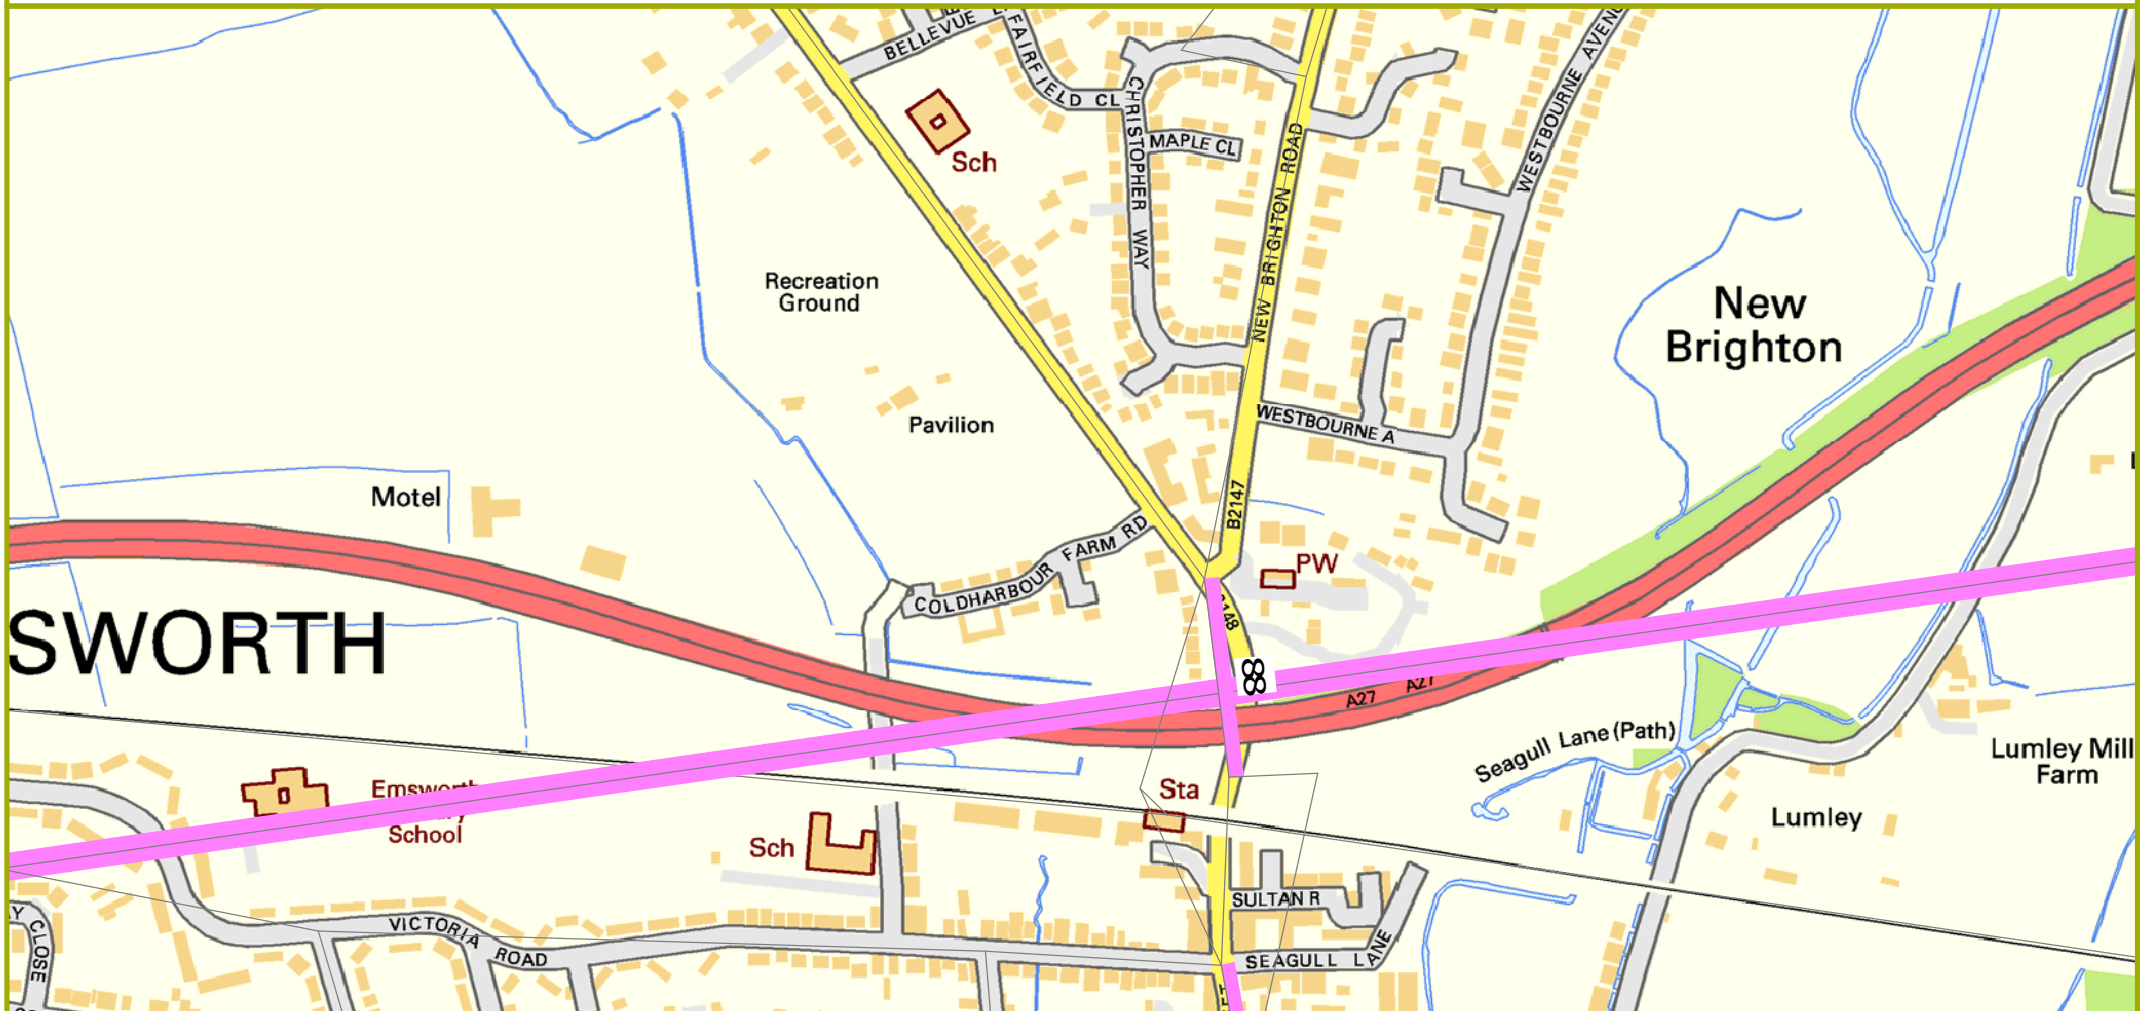 BELLEVUE
FAIRFIELD CL
CHRISTOPHER WAY
MAPLE CL
Sch
NEW BRIGHTON ROAD
WESTBOURNE
Recreation
Ground
New
Brighton
Pavilion
WESTBOURNE A
Motel
B2147
COLDHARBOUR FARM RD
PW
SWORTH
88
A27
A27
Seagull Lane (Path)
Lumley Mill
Farm
Emsworth
School
Sta
Sch
Lumley
SULTAN R
VICTORIA ROAD
SEAGULL LANE
CLOSE